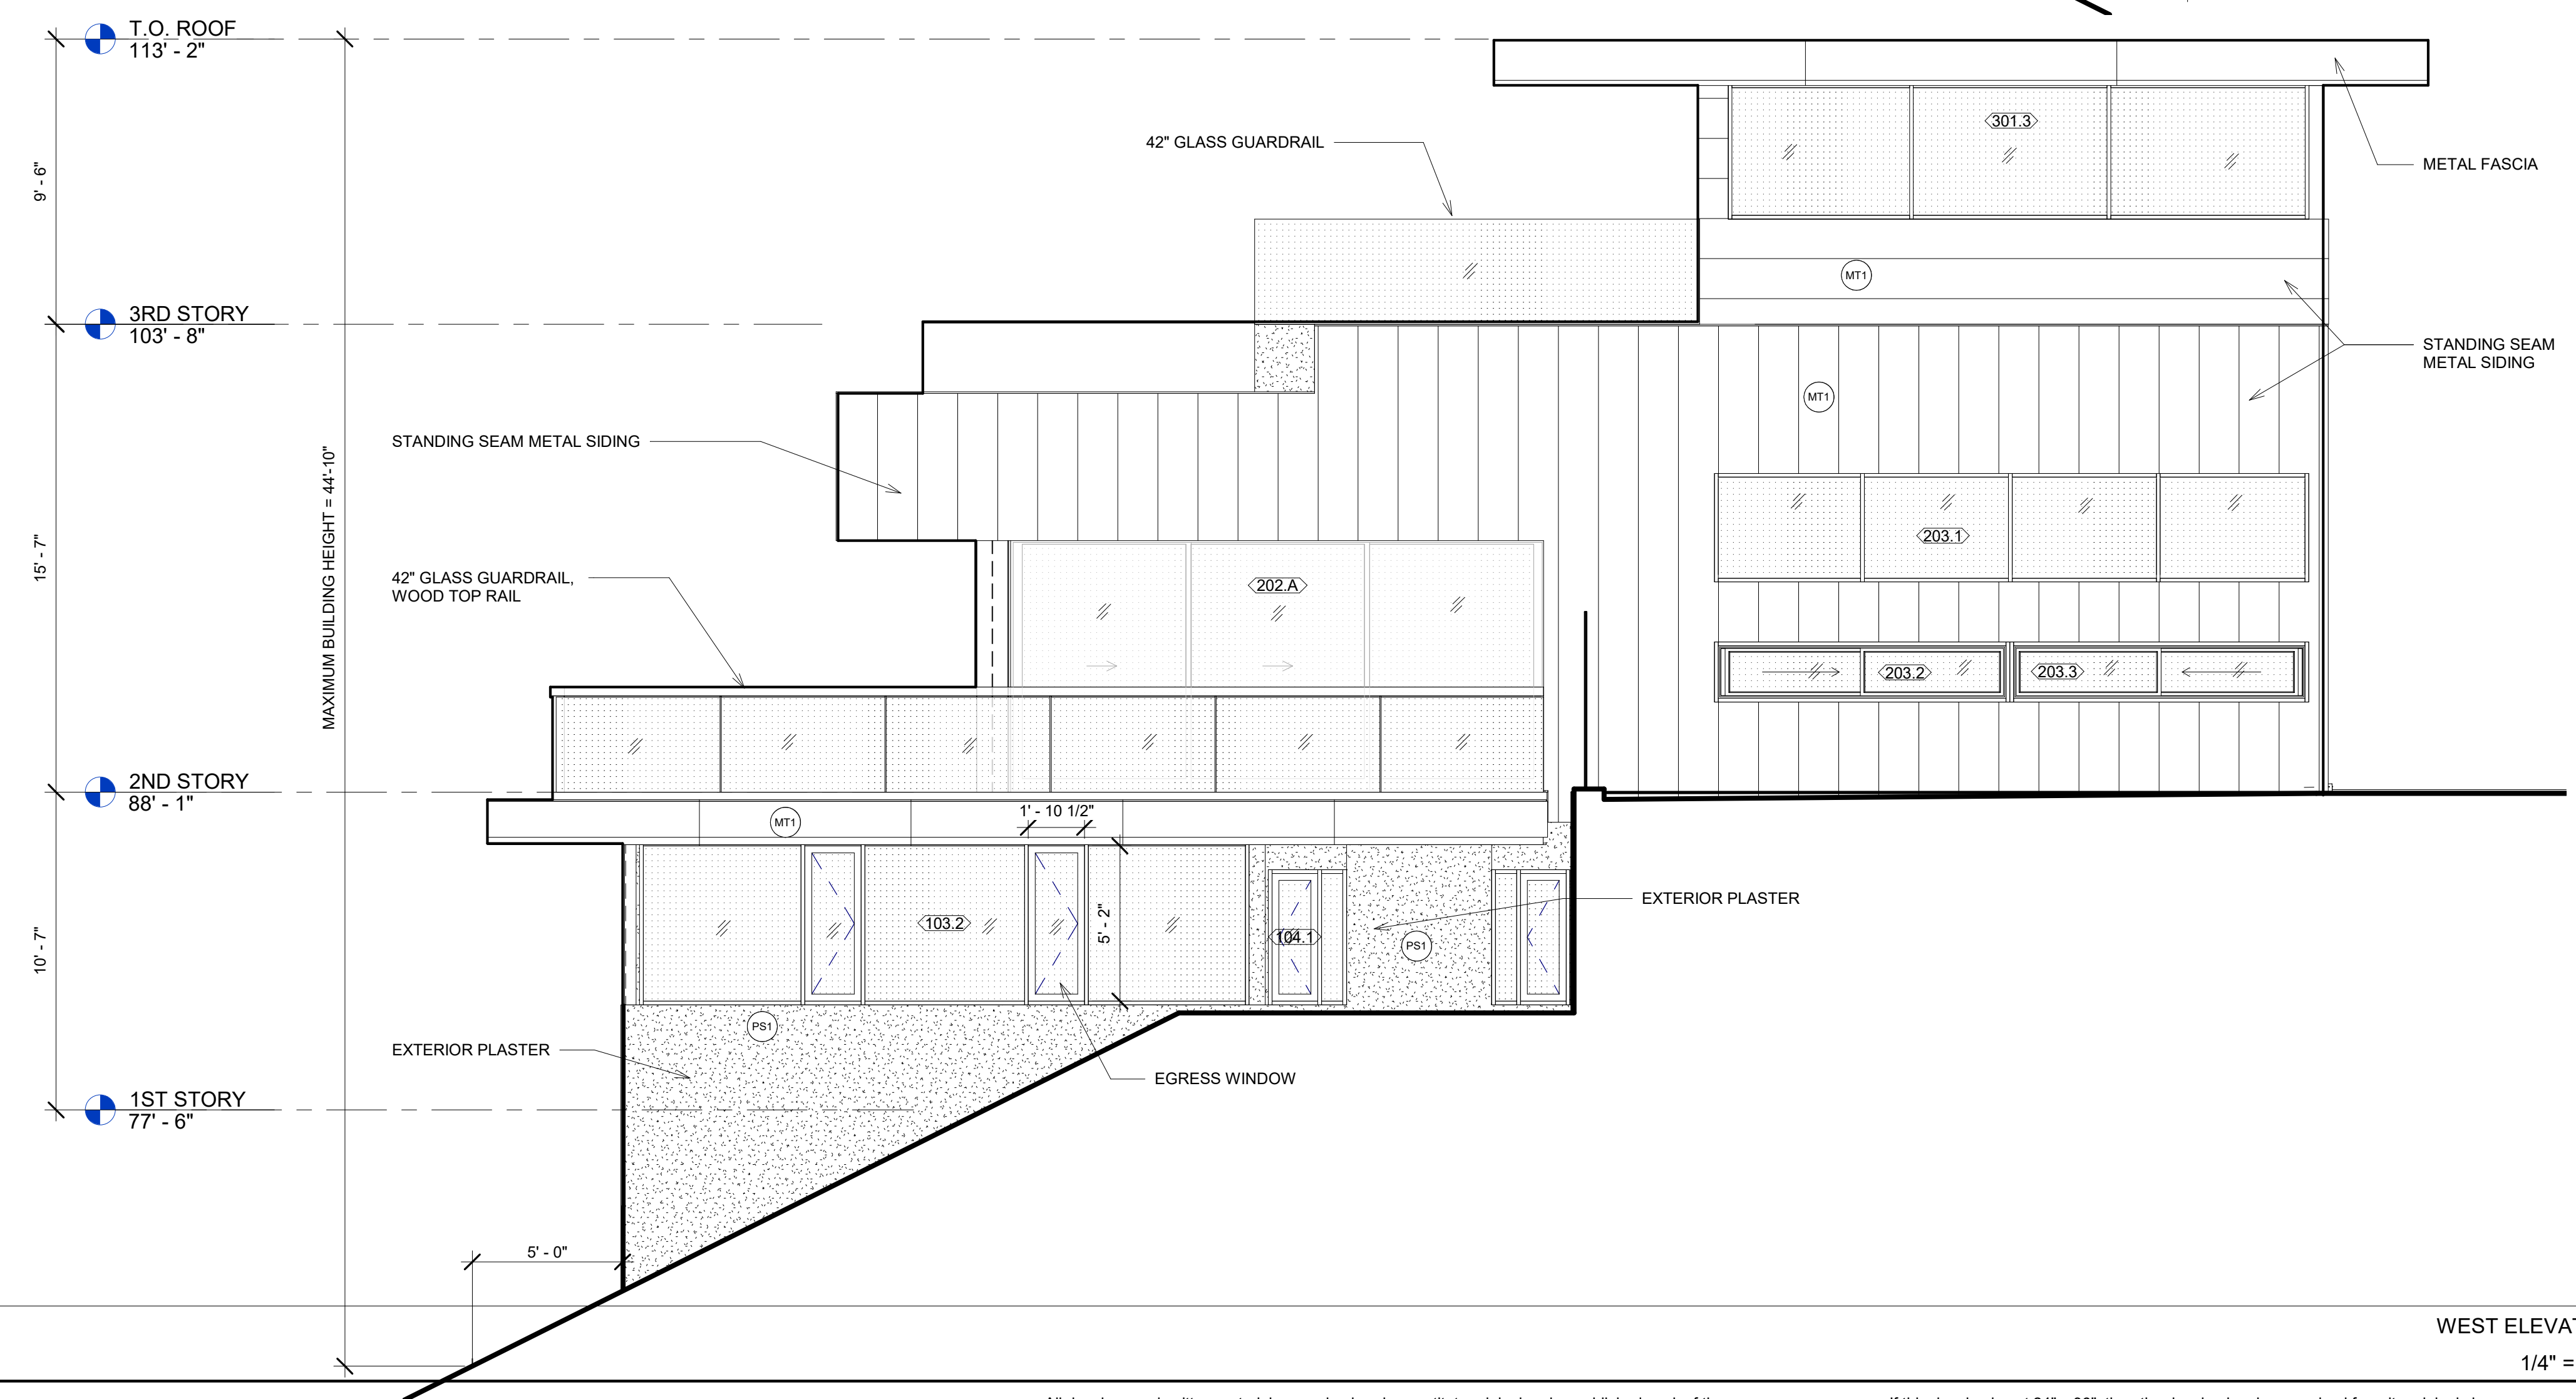 T.O. ROOF
113' - 2"
9' - 6"
42" GLASS GUARDRAIL
301.3
METAL FASCIA
MT1
3RD STORY
103' - 8"
STANDING SEAM
METAL SIDING
MT1
STANDING SEAM METAL SIDING
MAXIMUM BUILDING HEIGHT = 44'-10"
15' - 7"
203.1
42" GLASS GUARDRAIL,
WOOD TOP RAIL
202.A
203.2
203.3
2ND STORY
88' - 1"
MT1
1' - 10 1/2"
10' - 7"
103.2
5' - 2"
104.1
PS1
EXTERIOR PLASTER
PS1
EXTERIOR PLASTER
EGRESS WINDOW
1ST STORY
77' - 6"
5' - 0"
WEST ELEVAT
1/4" =